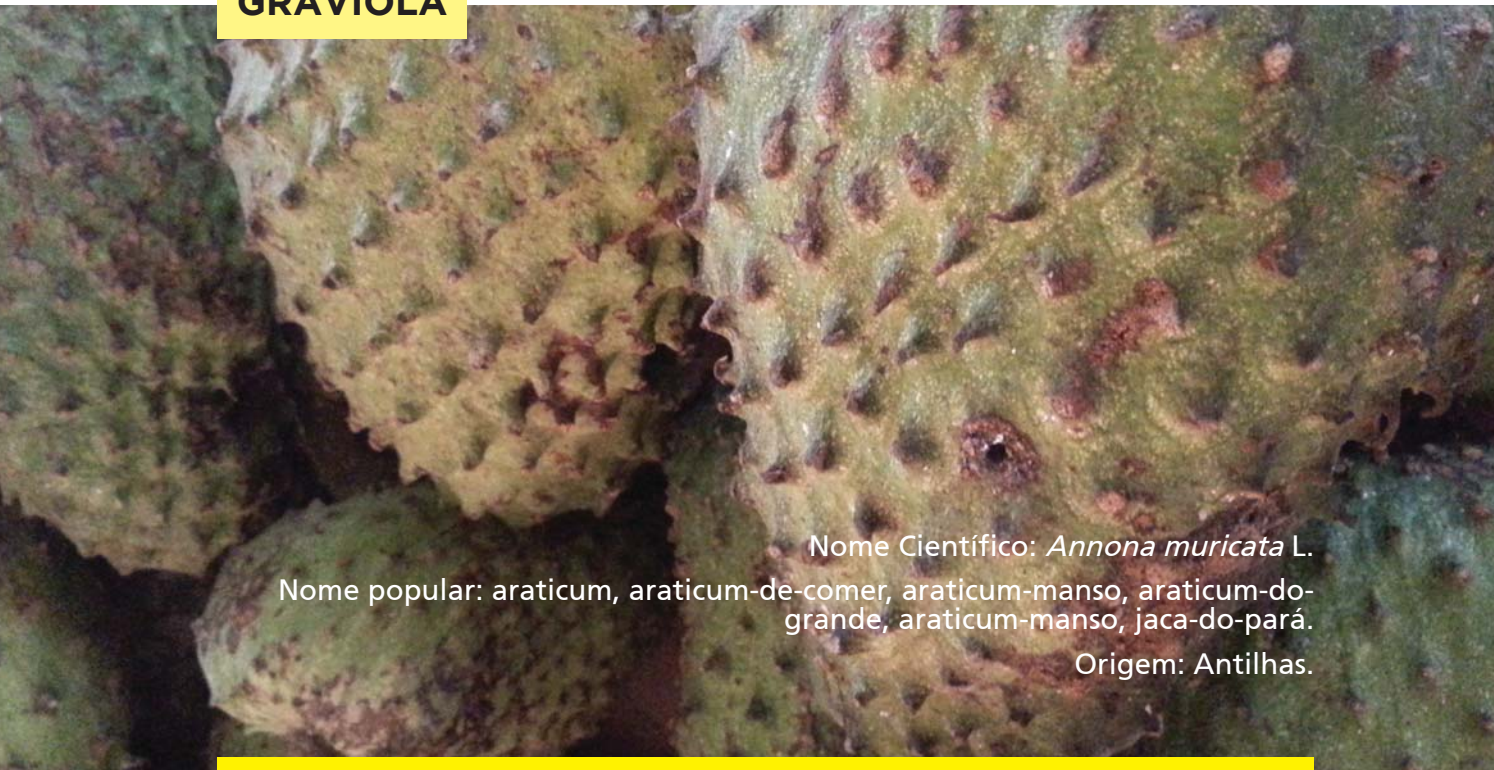 GRAVIOLA
Nome Científico: Annona muricata L.
Nome popular: araticum, araticum-de-comer, araticum-manso, araticum-do-
grande, araticum-manso, jaca-do-pará.
Origem: Antilhas.